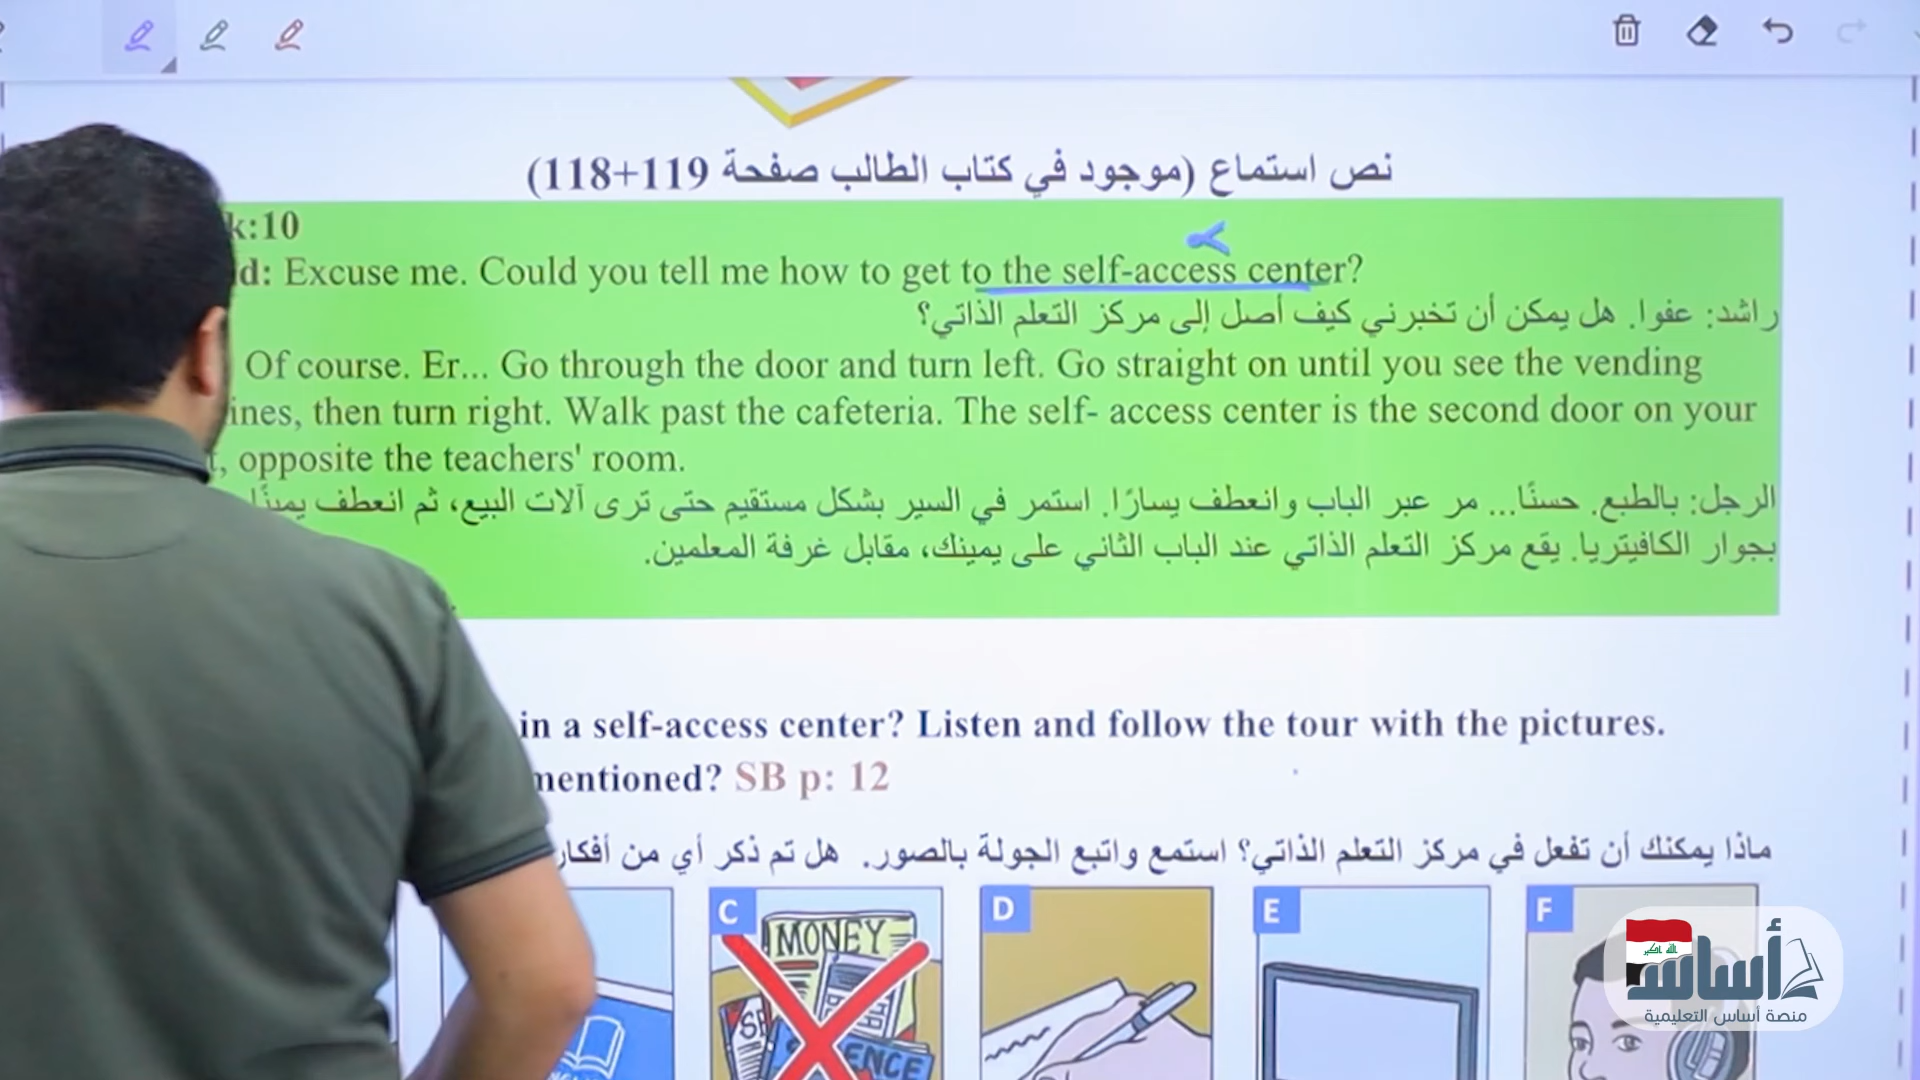 نص استماع (موجود في كتاب الطالب صفحة 119+118)
k:10
d: Excuse me. Could you tell me how to get to the self-access center?
راشد: عفوا. هل يمكن أن تخبرني كيف أصل إلى مركز التعلم الذاتي؟
Of course. Er... Go through the door and turn left. Go straight on until you see the vending
ines, then turn right. Walk past the cafeteria. The self- access center is the second door on your
, opposite the teachers' room.
الرجل: بالطبع. حسنًا... مر عبر الباب وانعطف يسارًا. استمر في السير بشكل مستقيم حتى ترى آلات البيع، ثم انعطف يمينًا.
بجوار الكافيتريا. يقع مركز التعلم الذاتي عند الباب الثاني على يمينك، مقابل غرفة المعلمين.
in a self-access center? Listen and follow the tour with the pictures.
mentioned? SB p: 12
ماذا يمكنك أن تفعل في مركز التعلم الذاتي؟ استمع واتبع الجولة بالصور. هل تم ذكر أي من أفكار
C
D
E
F
MONEY
ENCE
أساس
منصة أساس التعليمية